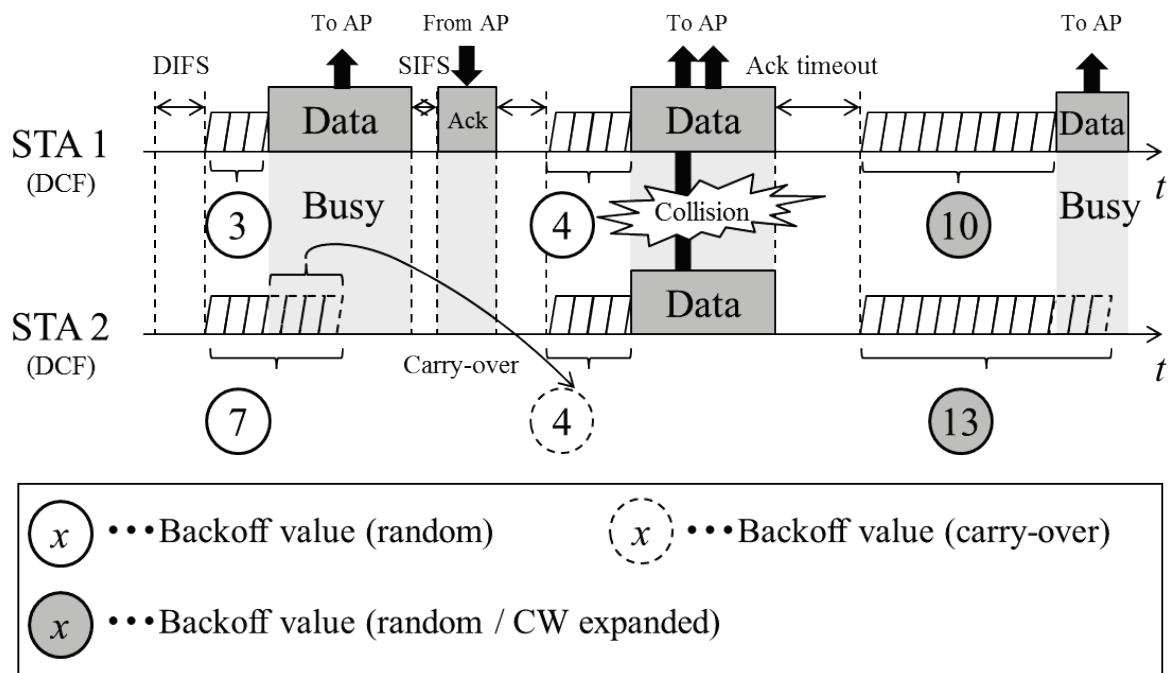 To AP
From AP
To AP
To AP
DIFS
SIFS
Ack timeout
STA 1
(DCF)
Data
Ack
Data
Data
t
3
Busy
4
Collision
10
Busy
STA 2
(DCF)
Data
t
Carry-over
7
4
13
x •••Backoff value (random)
x •••Backoff value (carry-over)
x •••Backoff value (random / CW expanded)